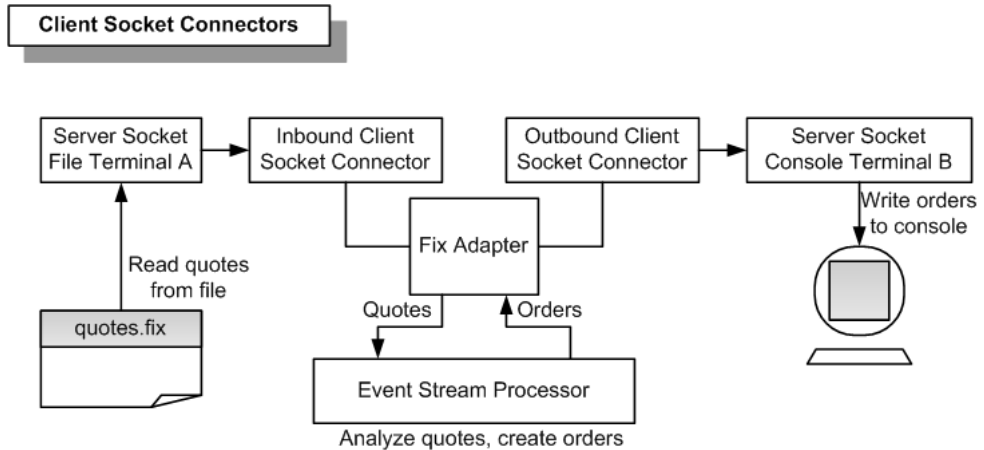 Client Socket Connectors
Server Socket
File Terminal A
Inbound Client
Socket Connector
Outbound Client
Socket Connector
Server Socket
Console Terminal B
Write orders
to console
Fix Adapter
Read quotes
from file
Quotes
Orders
quotes.fix
Event Stream Processor
Analyze quotes, create orders